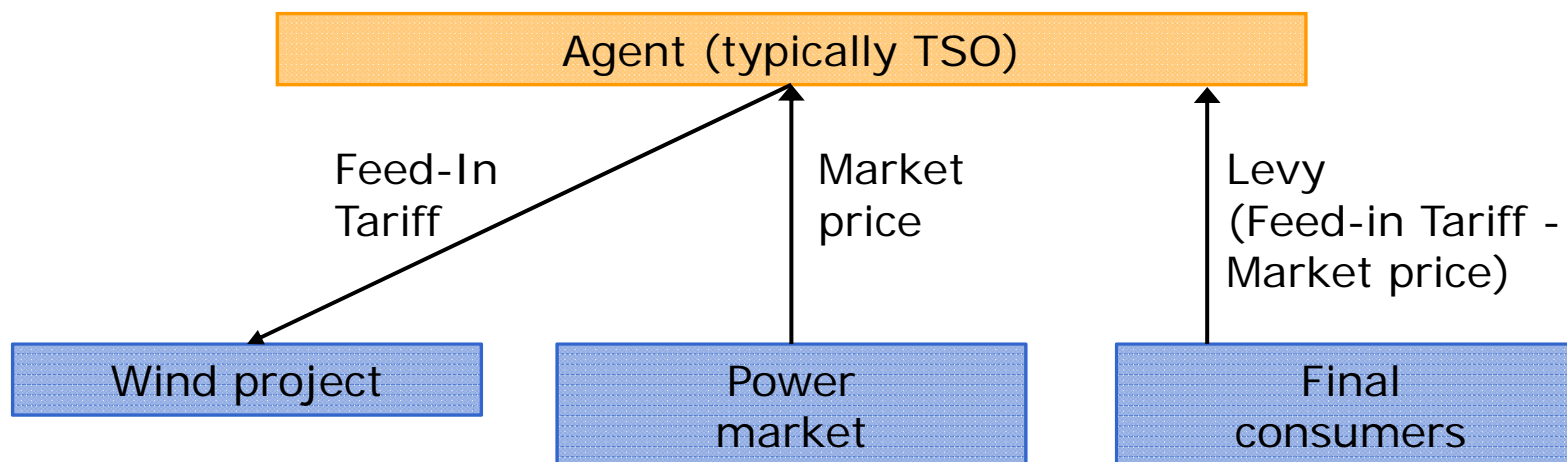 Agent (typically TSO)
Feed-In
Tariff
Market
price
Levy
(Feed-in Tariff -
Market price)
Wind project
Power
market
Final
consumers